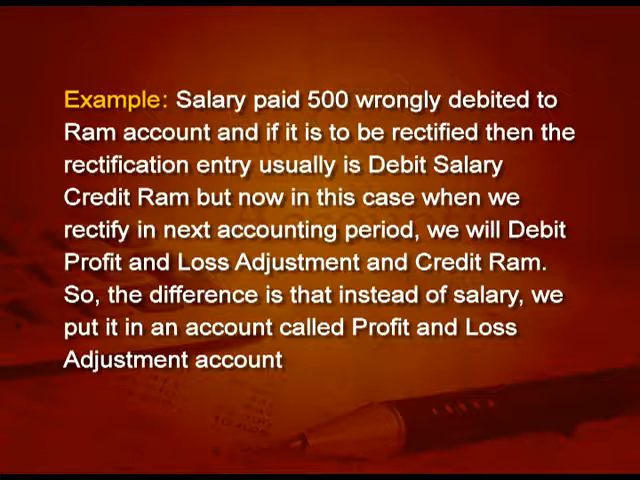 Example: Salary paid 500 wrongly debited to
Ram account and if it is to be rectified then the
rectification entry usually is Debit Salary
Credit Ram but now in this case when we
rectify in next accounting period, we will Debit
Profit and Loss Adjustment and Credit Ram.
So, the difference is that instead of salary, we
put it in an account called Profit and Loss
Adjustment account